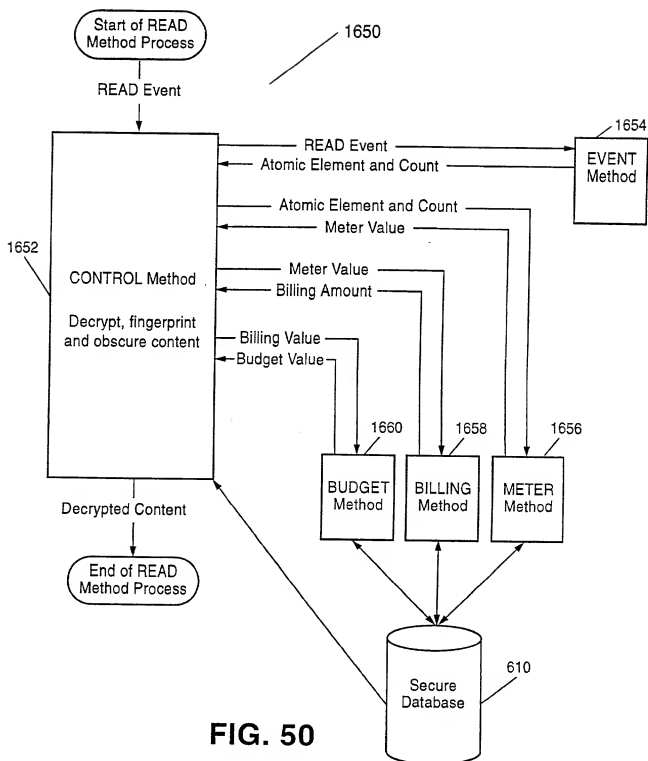 Start of READ
Method Process
1650
READ Event
1654
READ Event
EVENT
Method
Atomic Element and Count
Atomic Element and Count
Meter Value
1652
CONTROL Method
Decrypt, fingerprint
and obscure content
Meter Value
Billing Amount
Billing Value
Budget Value
1660
1658
1656
BUDGET
Method
BILLING
Method
METER
Method
Decrypted Content
End of READ
Method Process
Secure
Database
610
FIG. 50